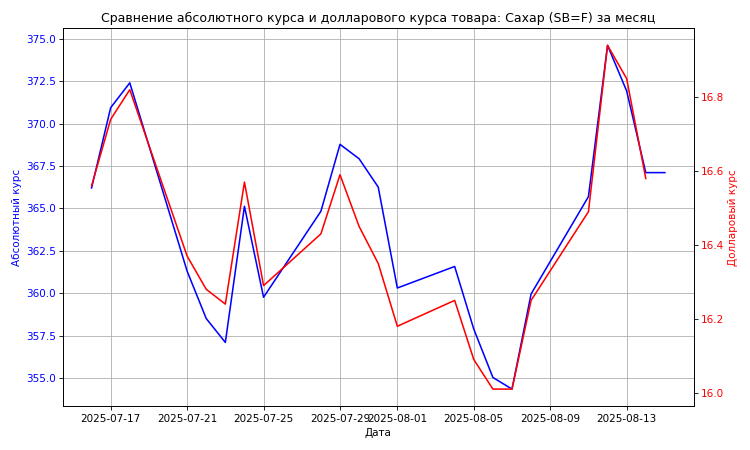 Сравнение абсолютного курса и долларового курса товара: Сахар (SB=F) за месяц
Абсолютный курс
375.0
372.5
370.0
367.5
365.0
362.5
360.0
357.5
355.0
16.8
16.6
16.4
16.2
16.0
Долларовый курс
2025-07-17 2025-07-21 2025-07-25 2025-07-29 2025-08-01 2025-08-05 2025-08-09 2025-08-13
Дата